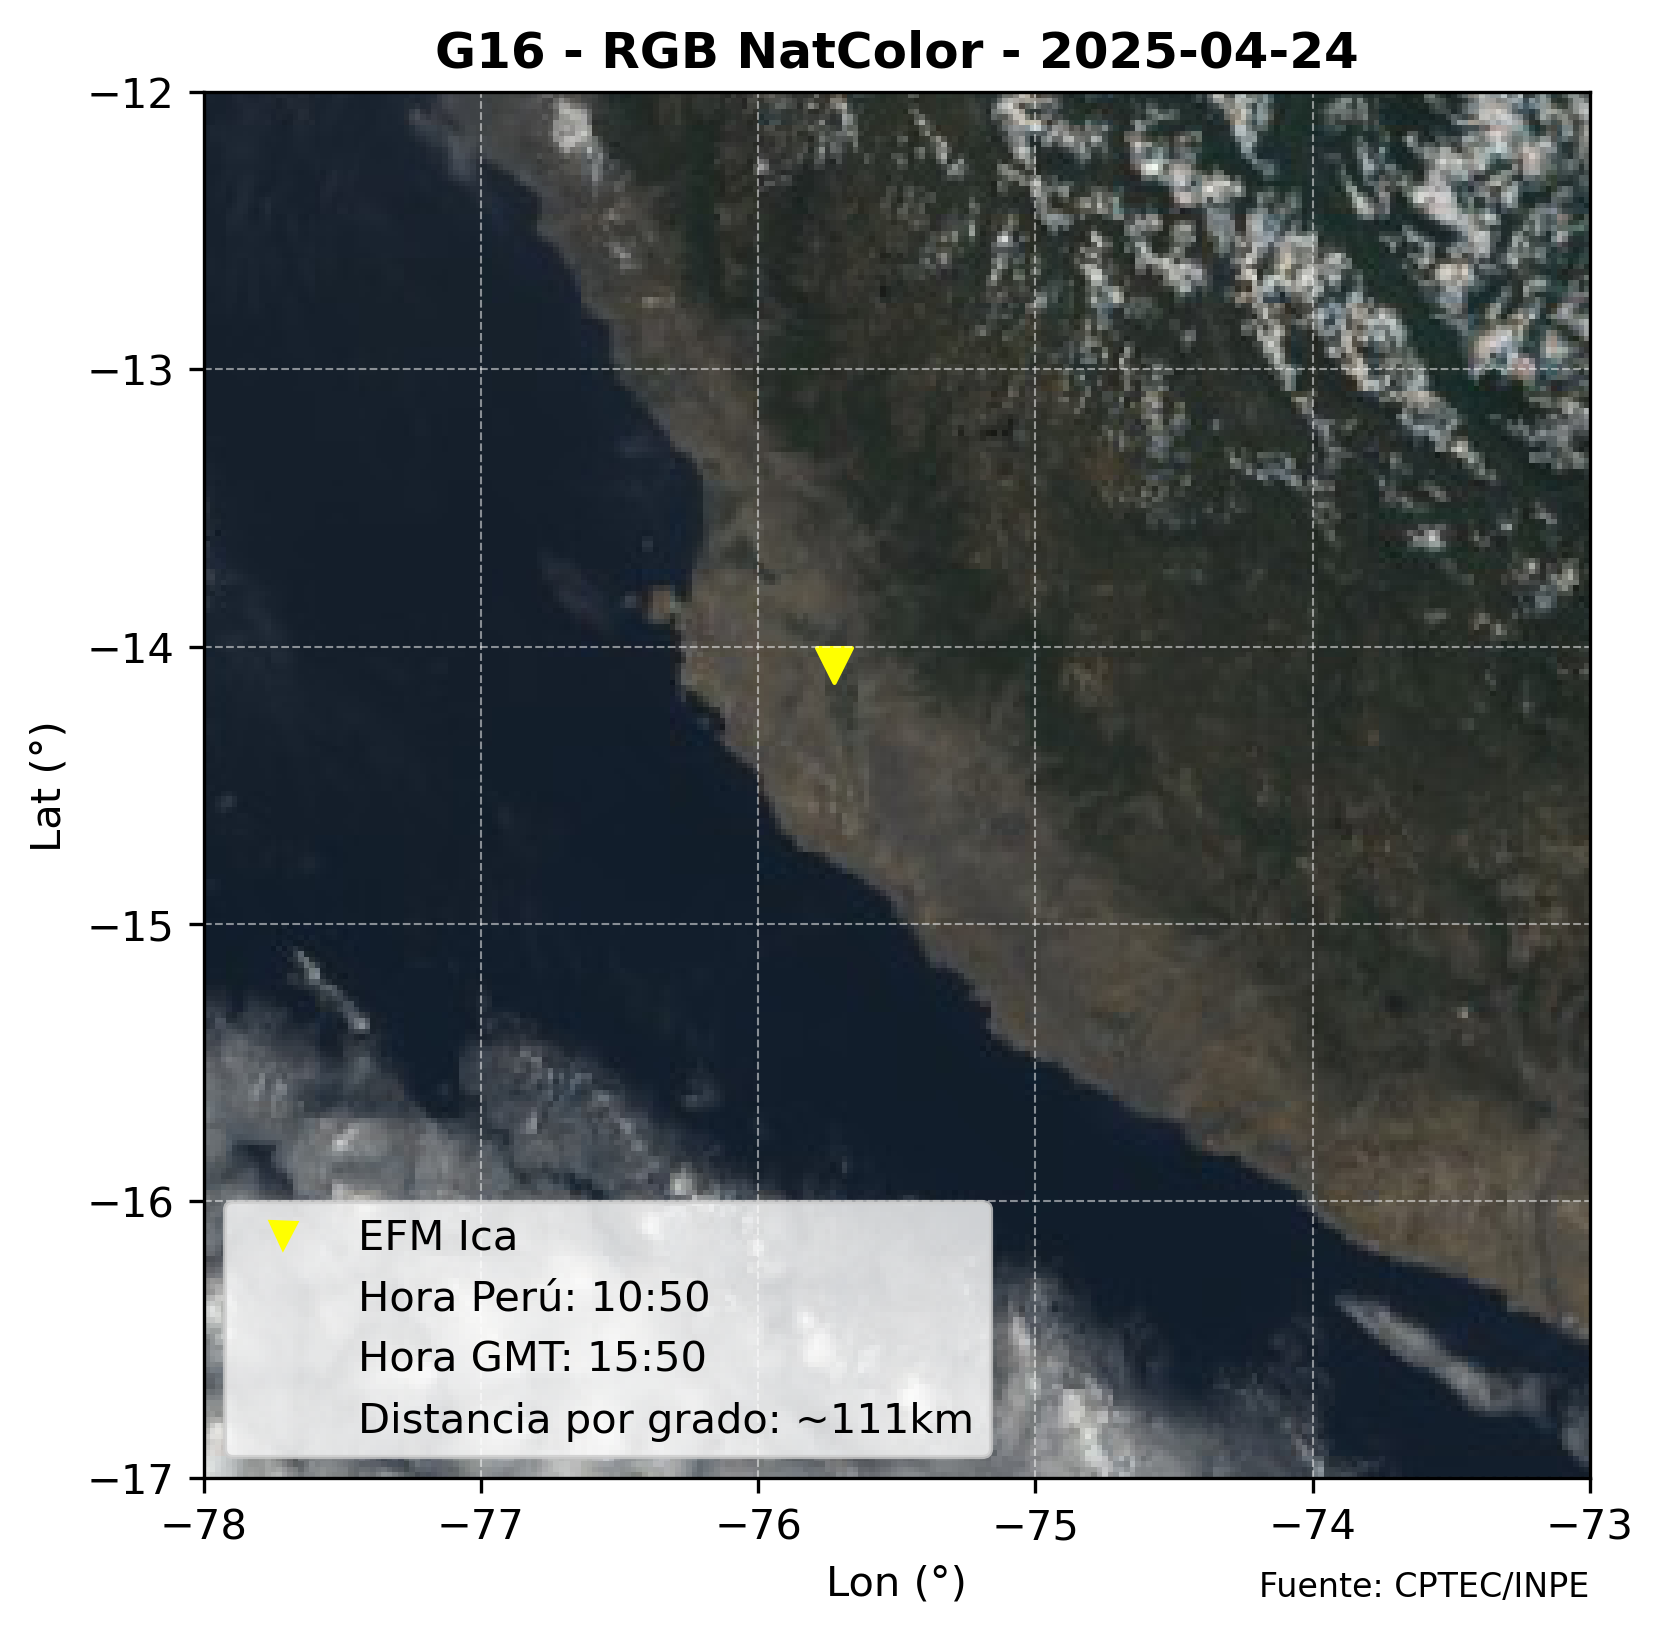 G16 - RGB NatColor - 2025-04-24
−12
−13
−14
−15
−16
−17
Lat (°)
EFM Ica
Hora Perú: 10:50
Hora GMT: 15:50
Distancia por grado: ~111km
−78 −77 −76 −75 −74 −73
Lon (°)
Fuente: CPTEC/INPE